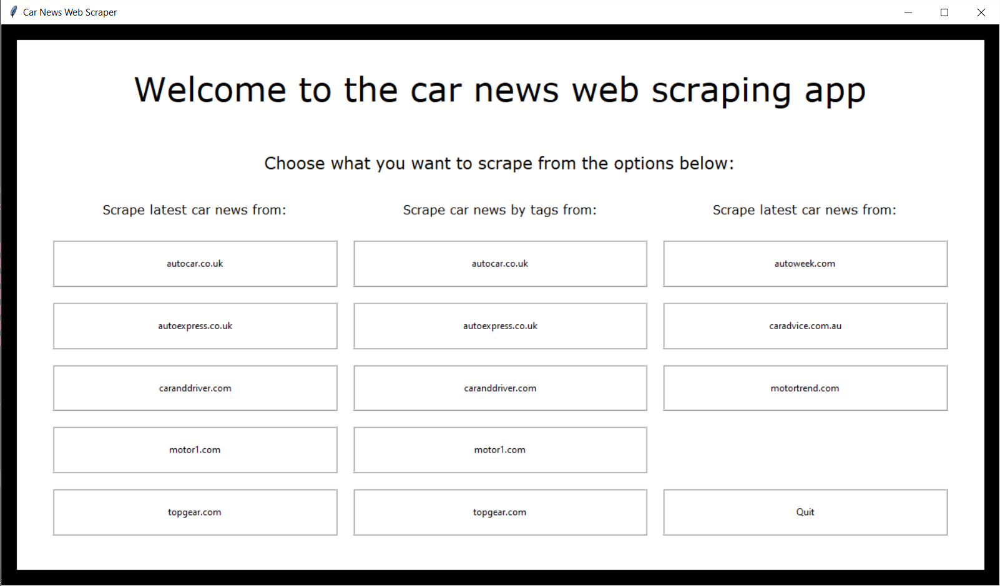 Car News Web Scraper
Welcome to the car news web scraping app
Choose what you want to scrape from the options below:
Scrape latest car news from:
Scrape car news by tags from:
Scrape latest car news from:
autocar.co.uk
autocar.co.uk
autoweek.com
autoexpress.co.uk
autoexpress.co.uk
caradvice.com.au
caranddriver.com
caranddriver.com
motortrend.com
motor1.com
motor1.com
topgear.com
topgear.com
Quit